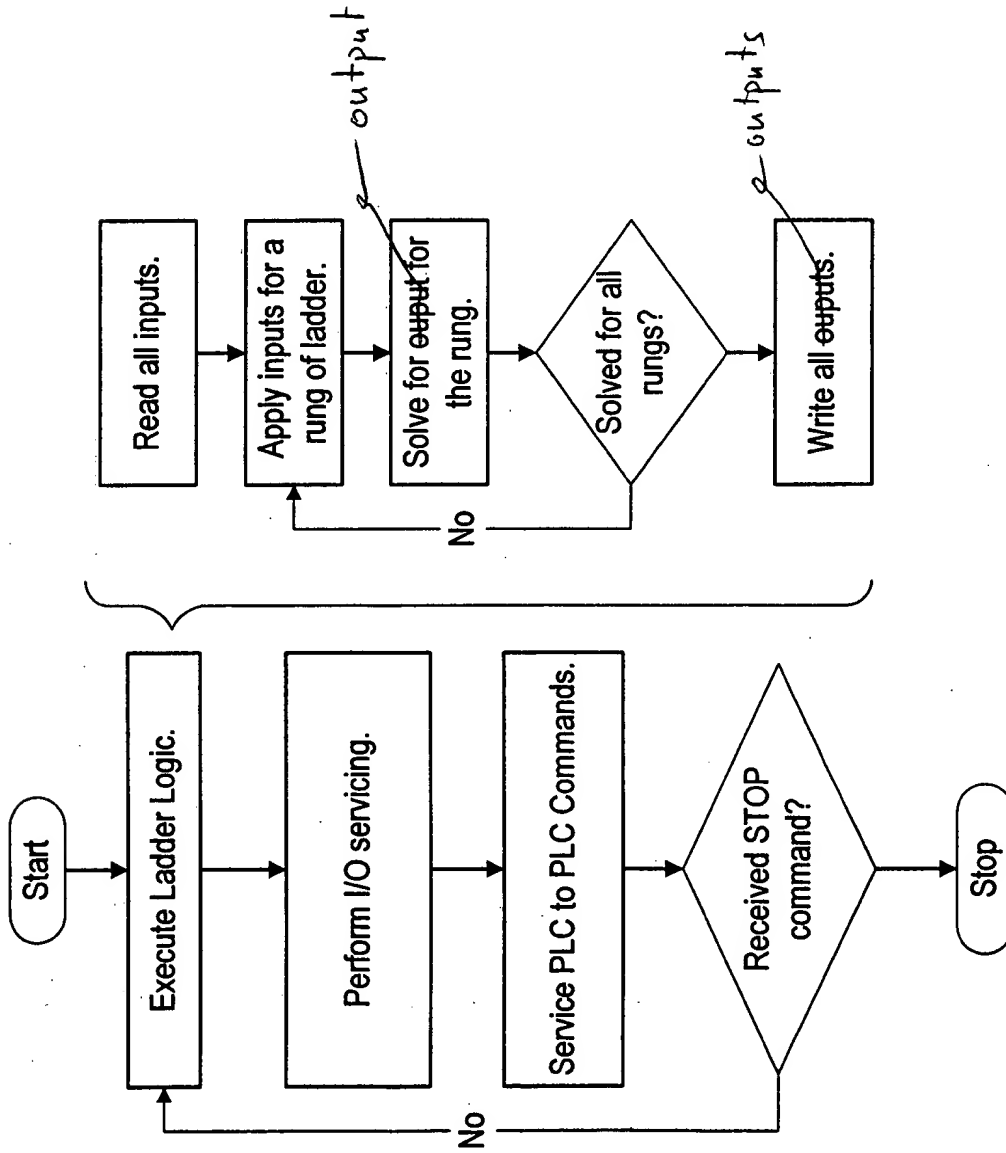 Start
Execute Ladder Logic.
Perform I/O servicing.
Service PLC to PLC Commands.
Received STOP
command?
No
Stop
Read all inputs.
Apply inputs for a
rung of ladder.
Solve for ouput for
the rung.
output
Solved for all
rungs?
No
Write all ouputs.
outputs